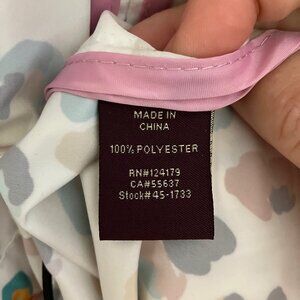 MADE IN
CHINA
100% POLYESTER
RN#124179
CA#55637
Stock#45-1733